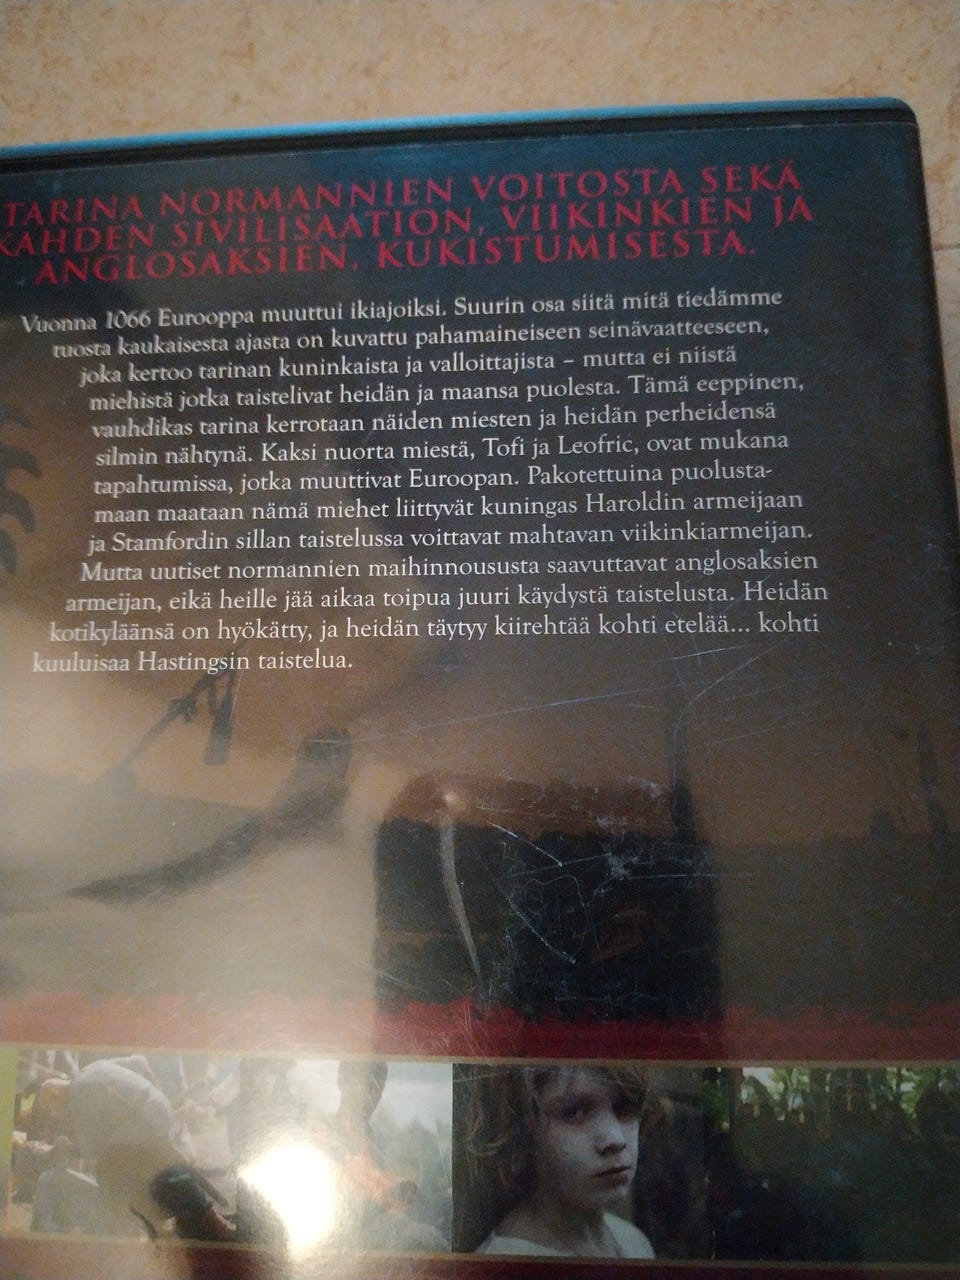 TARINA NORMANNIEN VOITOSTA SEKÄ
KAHDEN SIVILISAATION, VIIKINKIEN JA
ANGLOSAKSIEN, KUKISTUMISESTA.
Vuonna 1066 Eurooppa muuttui ikiajoiksi. Suurin osa siitä mitä tiedämme
tuosta kaukaisesta ajasta on kuvattu pahamaineiseen seinävaatteeseen,
joka kertoo tarinan kuninkaista ja valloittajista – mutta ei niistä
miehistä jotka taistelivat heidän ja maansa puolesta. Tämä eeppinen,
vauhdikas tarina kerrotaan näiden miesten ja heidän perheidensä
silmin nähtynä. Kaksi nuorta miestä, Tofi ja Leofric, ovat mukana
tapahtumissa, jotka muuttivat Euroopan. Pakotettuina puolusta-
maan maataan nämä miehet liittyvät kuningas Haroldin armeijaan
ja Stamfordin sillan taistelussa voittavat mahtavan viikinkiarmeijan.
Mutta uutiset normannien maihinnoususta saavuttavat anglosaksien
armeijan, eikä heille jää aikaa toipua juuri käydystä taistelusta. Heidän
kotikyläänsä on hyökätty, ja heidän täytyy kiirehtää kohti etelää... kohti
kuuluisaa Hastingsin taistelua.